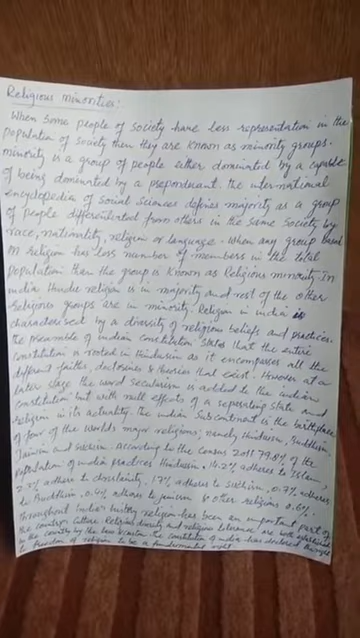 Religious minorities:
When some people of society have less representation in the
population of society then they are known as minority groups.
minority is a group of people either dominated by a capable
of being dominated by a preponderant. the international
encyclopedia of social sciences defines majority as a group
of people differentiated from others in the same society by
race, nationality, religion or language. when any group based
on religion has less number of members in the total
population then the group is known as religious minority. In
india Hindu religion is in majority and rest of the other
religious groups are in minority. Religion in india is
characterised by a diversity of religious beliefs and practices.
the preamble of indian constitution states that the entire
Constitution is rooted in Hinduism as it encompasses all the
different faiths, doctrines & theories that exist. However at a
later stage the word secularism is added to the indian
constitution but with null effects of a separating state and
religion in its actuality. the indian Subcontinent is the birthplace
of four of the worlds major religions; namely Hinduism, Buddhism,
Jainism and Sikhism. According to the census 2011 79.8% of the
population of india practices Hinduism. 14.2% adheres to Islam,
2.3% adhere to christianity, 1.7% adheres to sikhism, 0.7% adheres
to Buddhism, 0.4% adheres to jainism & other religions 0.6%.
throughout India's history religion has been an important part of
the country's culture. Religious diversity and religious tolerance are both established
in the country by the law & custom. the constitution of india has declared the right
to freedom of religion to be a fundamental right